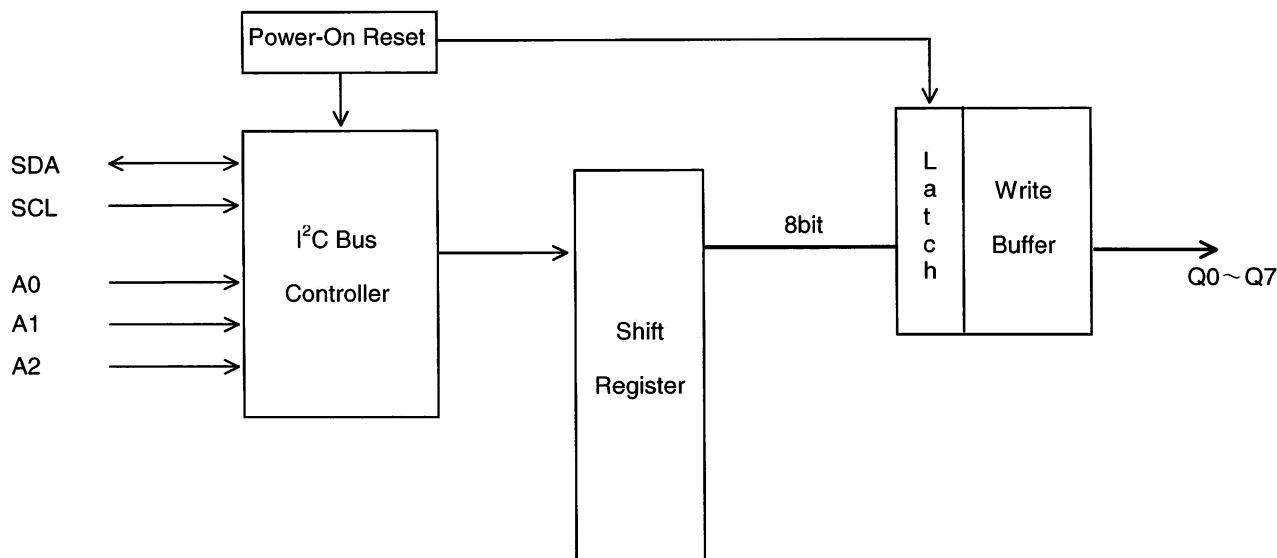 Power-On Reset
SDA
SCL
A0
A1
A2
I²C Bus
Controller
Shift
Register
8bit
L
a
t
c
h
Write
Buffer
Q0～Q7